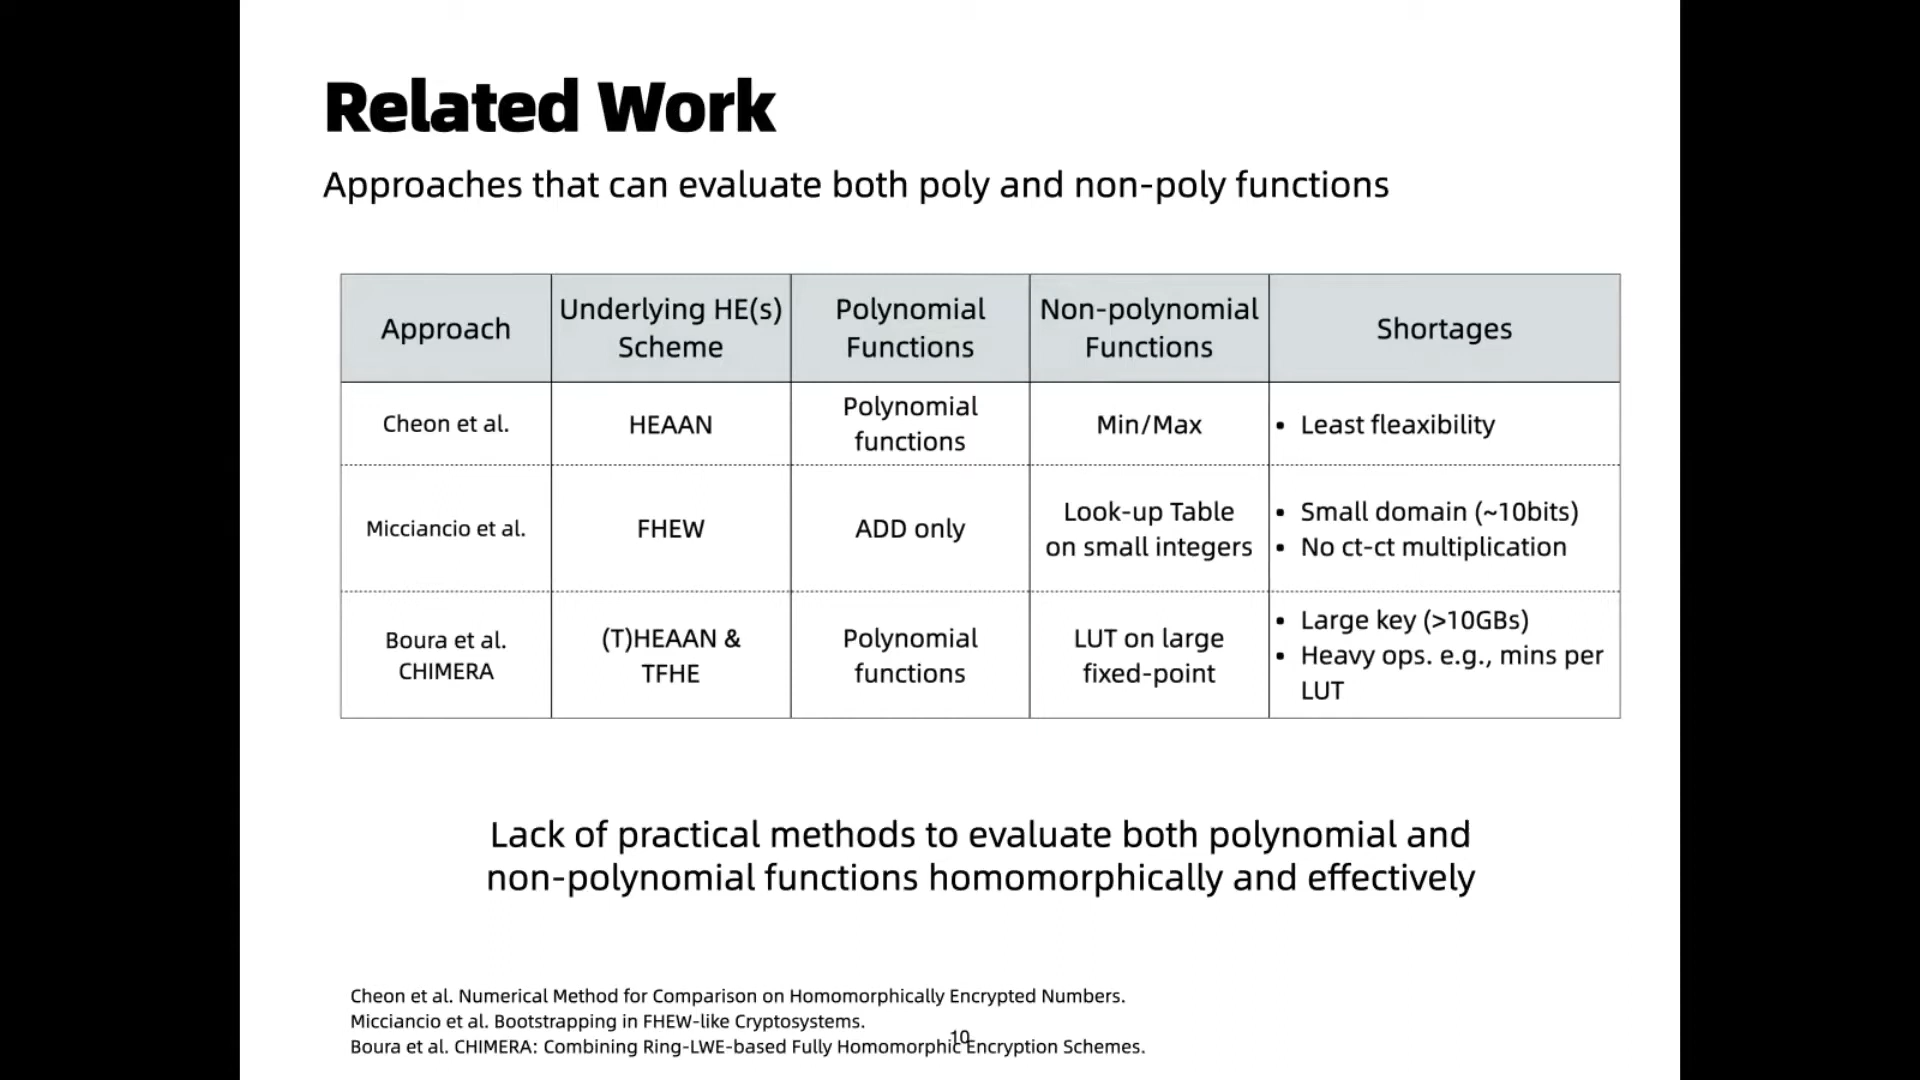 Related Work
Approaches that can evaluate both poly and non-poly functions
Approach
Underlying HE(s)
Scheme
Polynomial
Functions
Non-polynomial
Functions
Shortages
Cheon et al.
HEAAN
Polynomial
functions
Min/Max
• Least fleaxibility
Micciancio et al.
FHEW
ADD only
Look-up Table
on small integers
• Small domain (~10bits)
• No ct-ct multiplication
Boura et al.
CHIMERA
(T)HEAAN &
TFHE
Polynomial
functions
LUT on large
fixed-point
• Large key (>10GBs)
• Heavy ops. e.g., mins per
LUT
Lack of practical methods to evaluate both polynomial and
non-polynomial functions homomorphically and effectively
Cheon et al. Numerical Method for Comparison on Homomorphically Encrypted Numbers.
Micciancio et al. Bootstrapping in FHEW-like Cryptosystems.
Boura et al. CHIMERA: Combining Ring-LWE-based Fully Homomorphic Encryption Schemes.
10